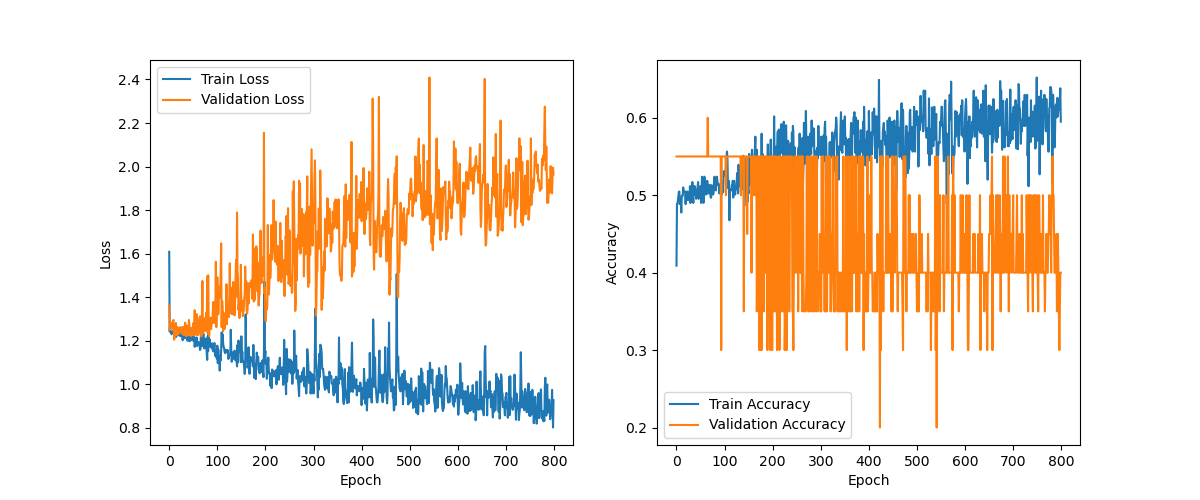 2.4
2.2
2.0
1.8
1.6
1.4
1.2
1.0
0.8
Loss
Train Loss
Validation Loss
0 100 200 300 400 500 600 700 800
Epoch
0.6
0.5
0.4
0.3
0.2
Accuracy
Train Accuracy
Validation Accuracy
0 100 200 300 400 500 600 700 800
Epoch